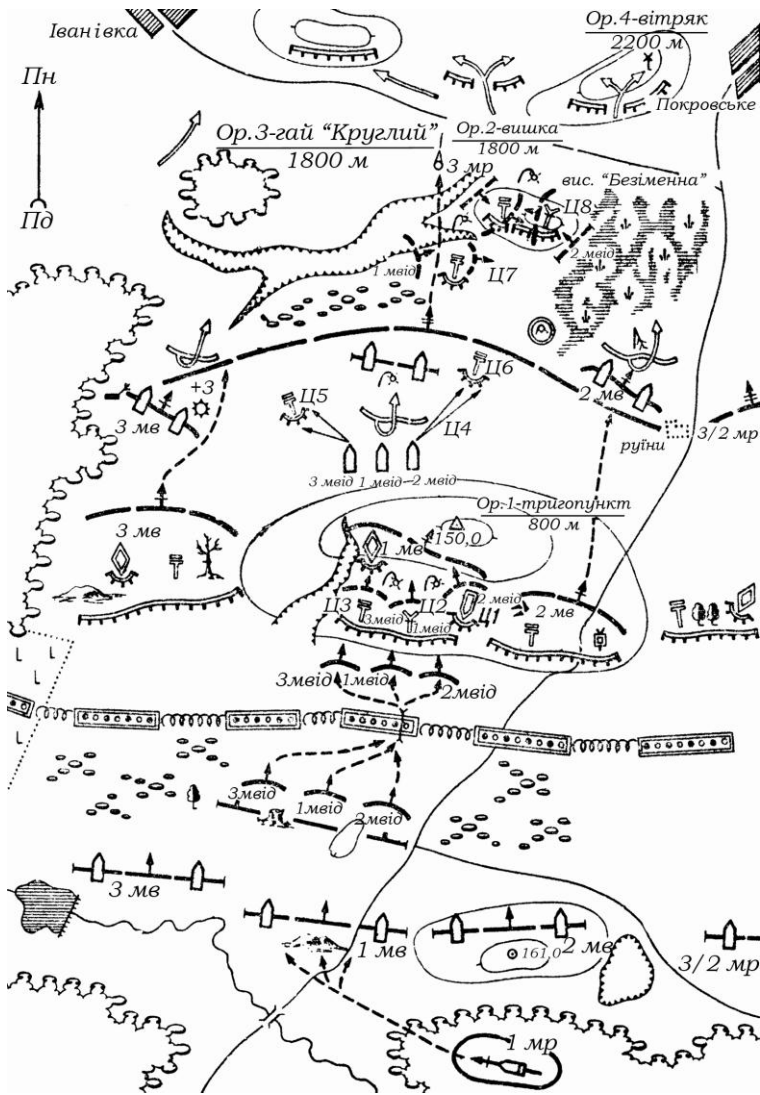 Іванівка
Ор.4-вітряк
2200 м
Пн
Покровське
Ор.3-гай “Круглий”
1800 м
Ор.2-вишка
1800 м
3 мр
вис. “Безіменна”
Пд
Ц8
1 мвід
Ц7
2 мвід
Ц6
+3
Ц5
2 мв
3 мв
Ц4
руїни
3/2 мр
3 мвід
1 мвід
2 мвід
Ор.1-тригопункт
800 м
3 мв
150,0
1 мв
Ц3
Ц2
Ц1
2 мвід
2 мв
3мвід
1мвід
3мвід
1мвід
2мвід
L
L
L
L
3мвід
1мвід
2мвід
3 мв
1 мв
161,0
2 мв
3/2 мр
1 мр